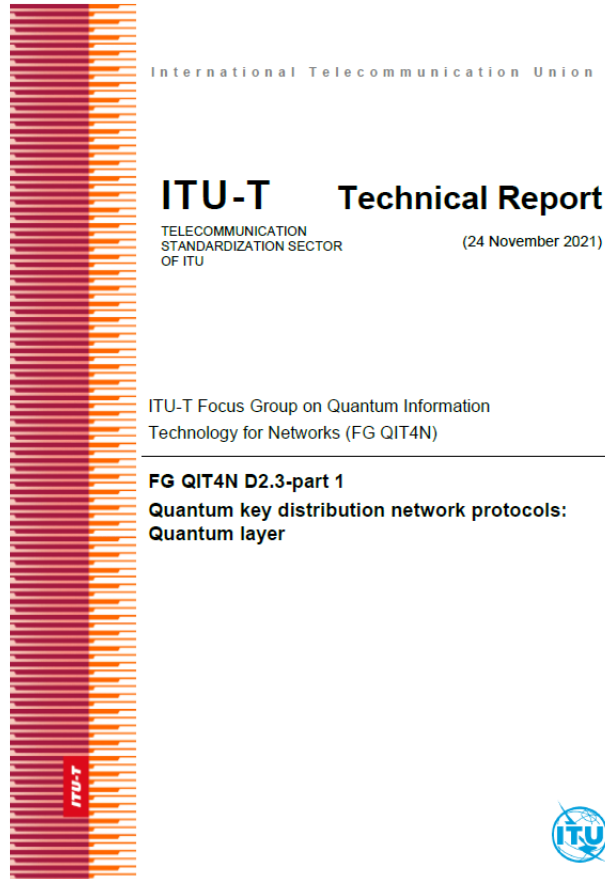 International Telecommunication Union
ITU-T
Technical Report
TELECOMMUNICATION
STANDARDIZATION SECTOR
OF ITU
(24 November 2021)
ITU-T Focus Group on Quantum Information
Technology for Networks (FG QIT4N)
FG QIT4N D2.3-part 1
Quantum key distribution network protocols:
Quantum layer
ITU-T
ITU